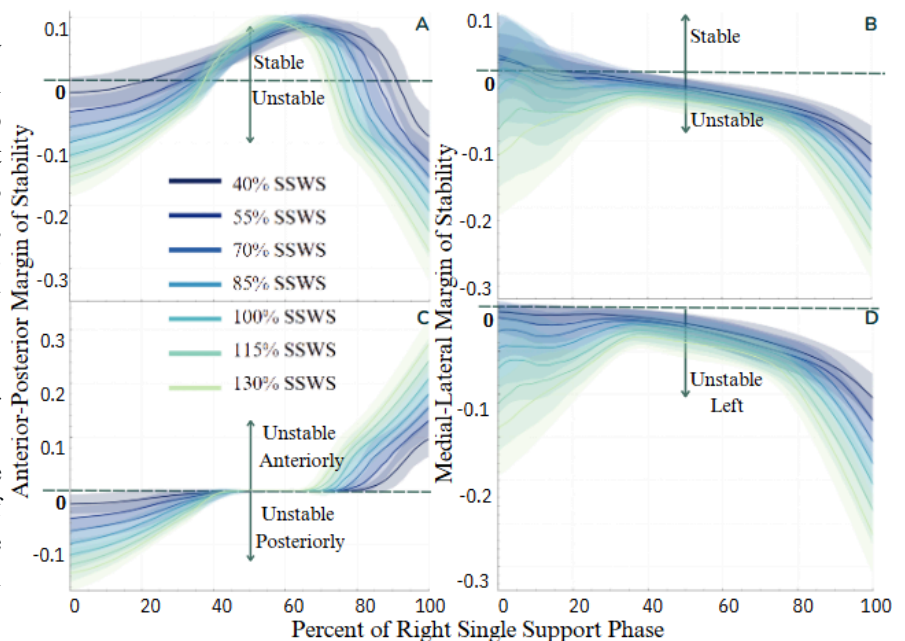 A
0.1
0
-0.1
-0.2
-0.3
Stable
Unstable
Anterior-Posterior Margin of Stability
40% SSWS
55% SSWS
70% SSWS
85% SSWS
100% SSWS
115% SSWS
130% SSWS
B
0.1
0
-0.1
-0.2
-0.3
Stable
Unstable
Medial-Lateral Margin of Stability
C
0.3
0.2
0.1
0
-0.1
Unstable
Anteriorly
Unstable
Posteriorly
0 20 40 60 80 100
D
0
-0.1
-0.2
-0.3
Unstable
Left
0 20 40 60 80 100
Percent of Right Single Support Phase